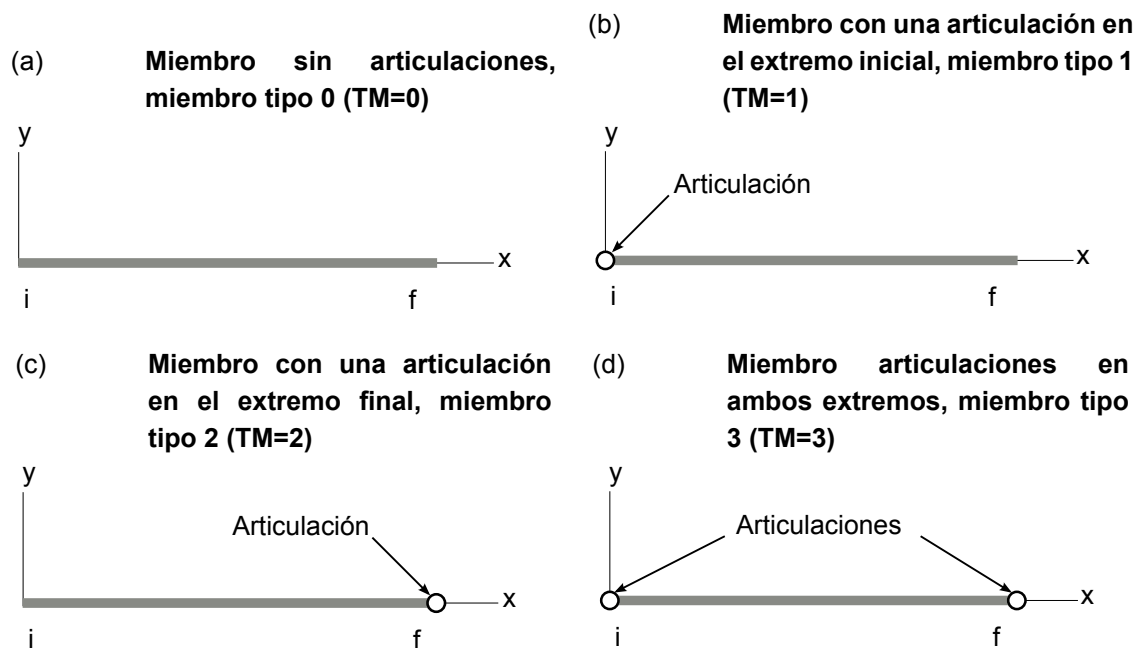 (a) Miembro sin articulaciones,
miembro tipo 0 (TM=0)
y
x
i f
(b) Miembro con una articulación en
el extremo inicial, miembro tipo 1
(TM=1)
y
Articulación
x
i f
(c) Miembro con una articulación
en el extremo final, miembro
tipo 2 (TM=2)
y
Articulación
x
i f
(d) Miembro articulaciones en
ambos extremos, miembro tipo
3 (TM=3)
y
Articulaciones
x
i f